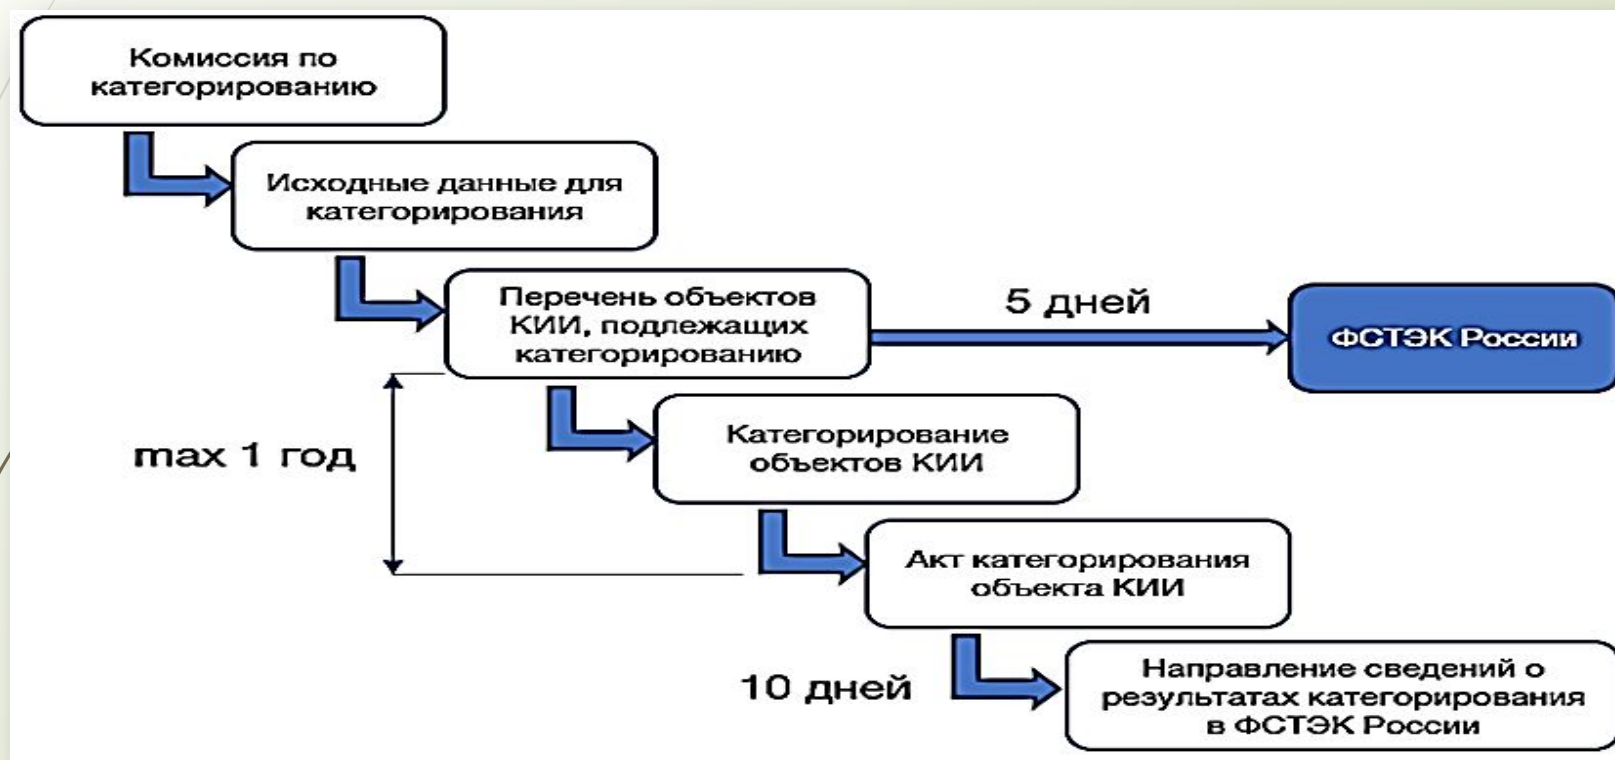 Комиссия по
категорированию
Исходные данные для
категорирования
Перечень объектов
КИИ, подлежащих
категорированию
5 дней
ФСТЭК России
max 1 год
Категорирование
объектов КИИ
Акт категорирования
объекта КИИ
10 дней
Направление сведений о
результатах категорирования
в ФСТЭК России